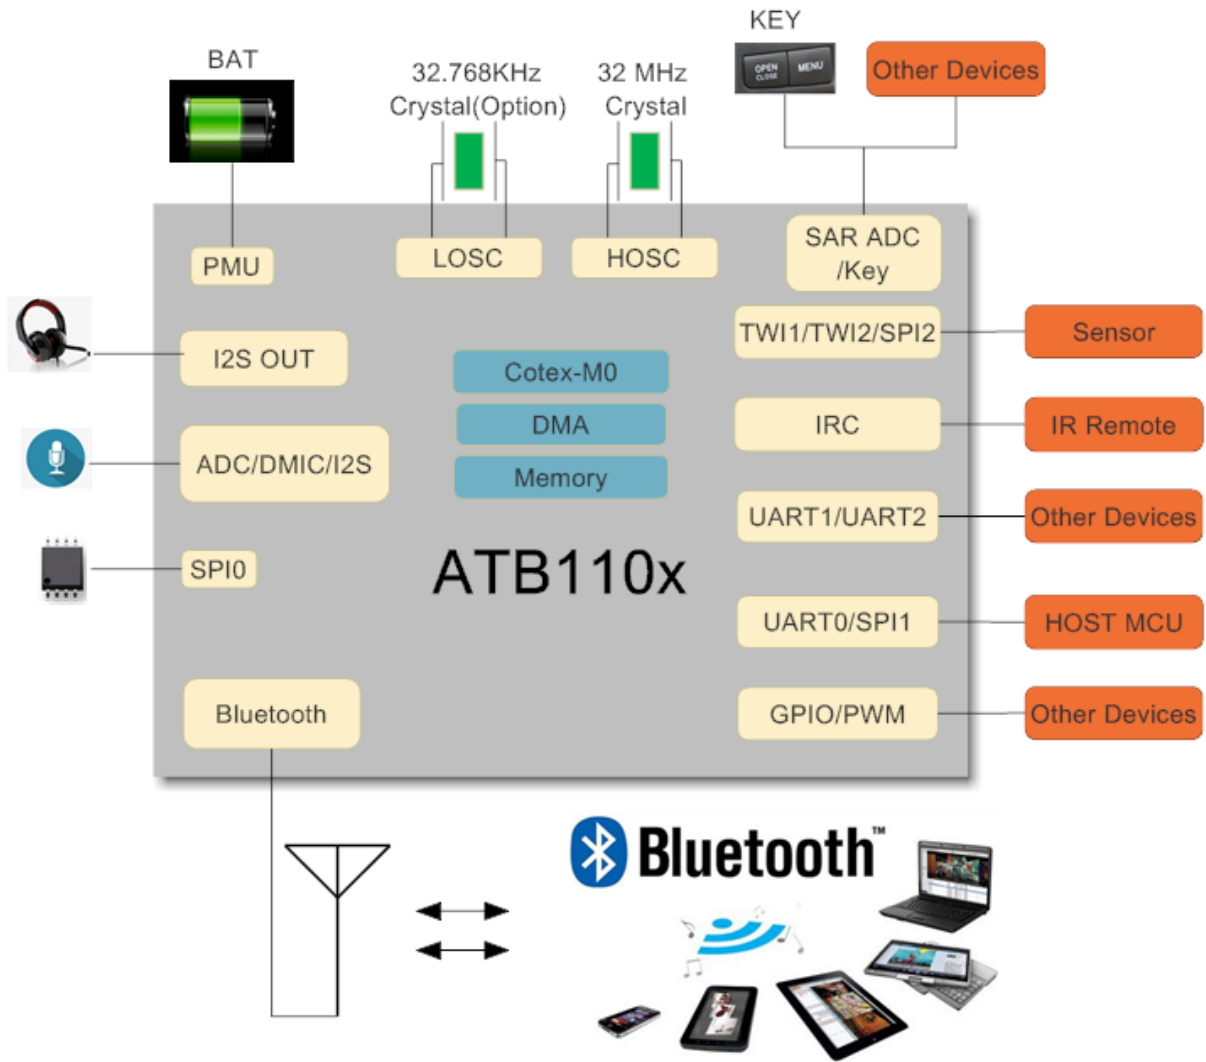 KEY
BAT
OPEN
CLOSE
MENU
Other Devices
32.768KHz
Crystal(Option)
32 MHz
Crystal
SAR ADC
/Key
PMU
LOSC
HOSC
I2S OUT
TWI1/TWI2/SPI2
Sensor
Cotex-M0
DMA
IRC
IR Remote
ADC/DMIC/I2S
Memory
UART1/UART2
Other Devices
SPI0
ATB110x
UART0/SPI1
HOST MCU
Bluetooth
GPIO/PWM
Other Devices
Bluetooth™